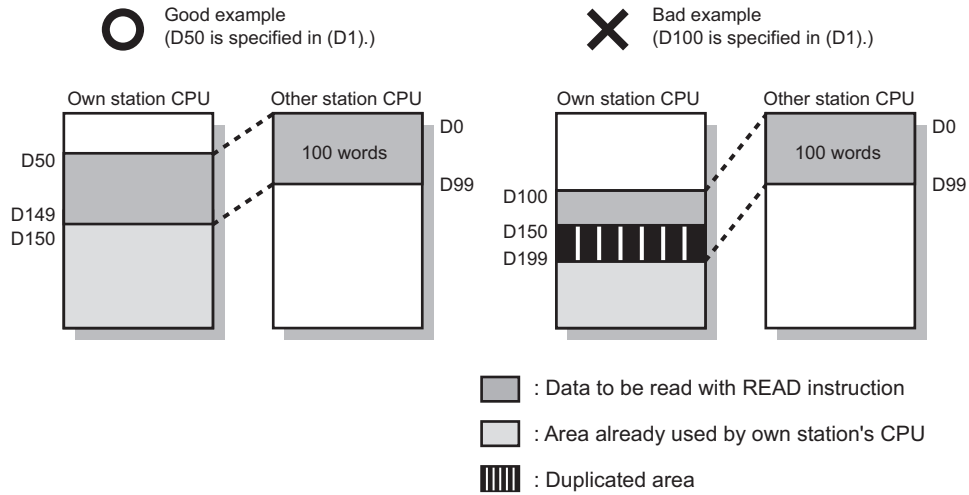 Good example
(D50 is specified in (D1).)
Bad example
(D100 is specified in (D1).)
Own station CPU
Other station CPU
D0
100 words
D50
D99
D149
D150
Own station CPU
Other station CPU
D0
100 words
D99
D100
D150
D199
: Data to be read with READ instruction
: Area already used by own station's CPU
: Duplicated area